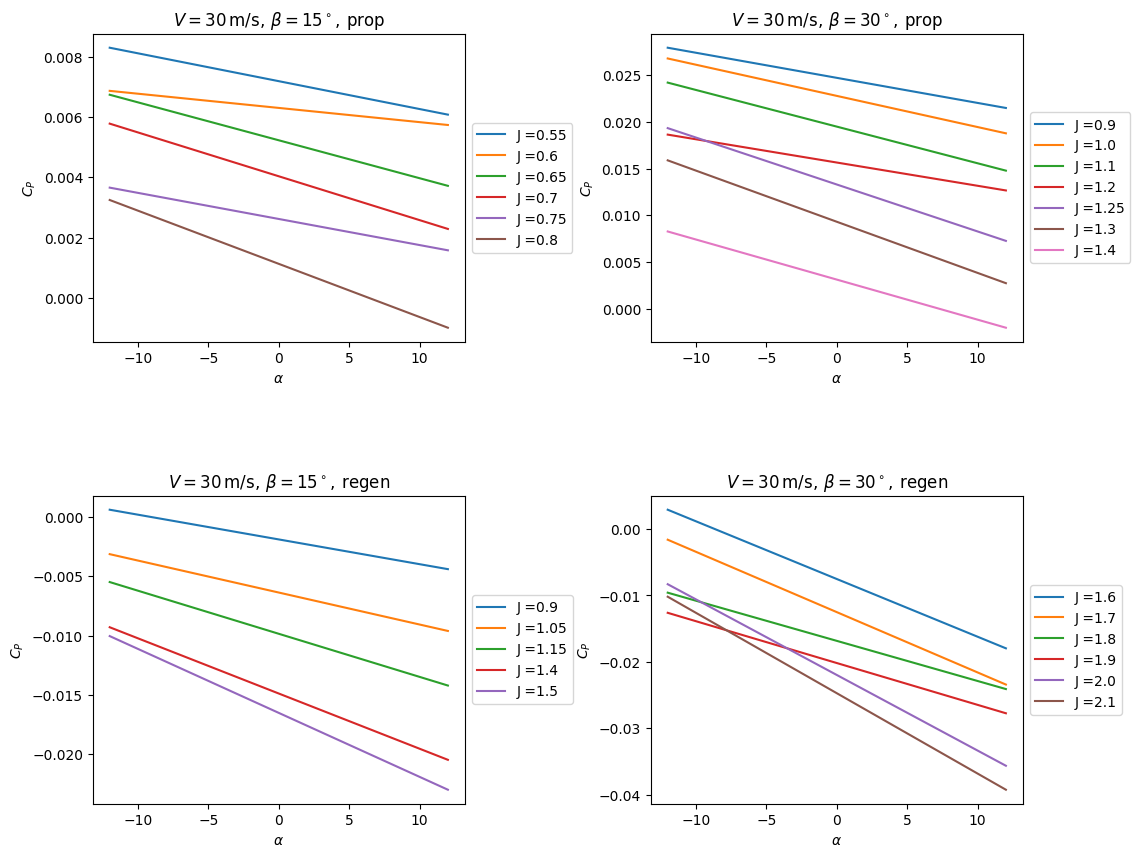 V = 30 m/s, β = 15°, prop
C_P
0.008
0.006
0.004
0.002
0.000
−10
−5
0
5
10
α
J =0.55
J =0.6
J =0.65
J =0.7
J =0.75
J =0.8
V = 30 m/s, β = 30°, prop
C_P
0.025
0.020
0.015
0.010
0.005
0.000
−10
−5
0
5
10
α
J =0.9
J =1.0
J =1.1
J =1.2
J =1.25
J =1.3
J =1.4
V = 30 m/s, β = 15°, regen
C_P
0.000
−0.005
−0.010
−0.015
−0.020
−10
−5
0
5
10
α
J =0.9
J =1.05
J =1.15
J =1.4
J =1.5
V = 30 m/s, β = 30°, regen
C_P
0.00
−0.01
−0.02
−0.03
−0.04
−10
−5
0
5
10
α
J =1.6
J =1.7
J =1.8
J =1.9
J =2.0
J =2.1